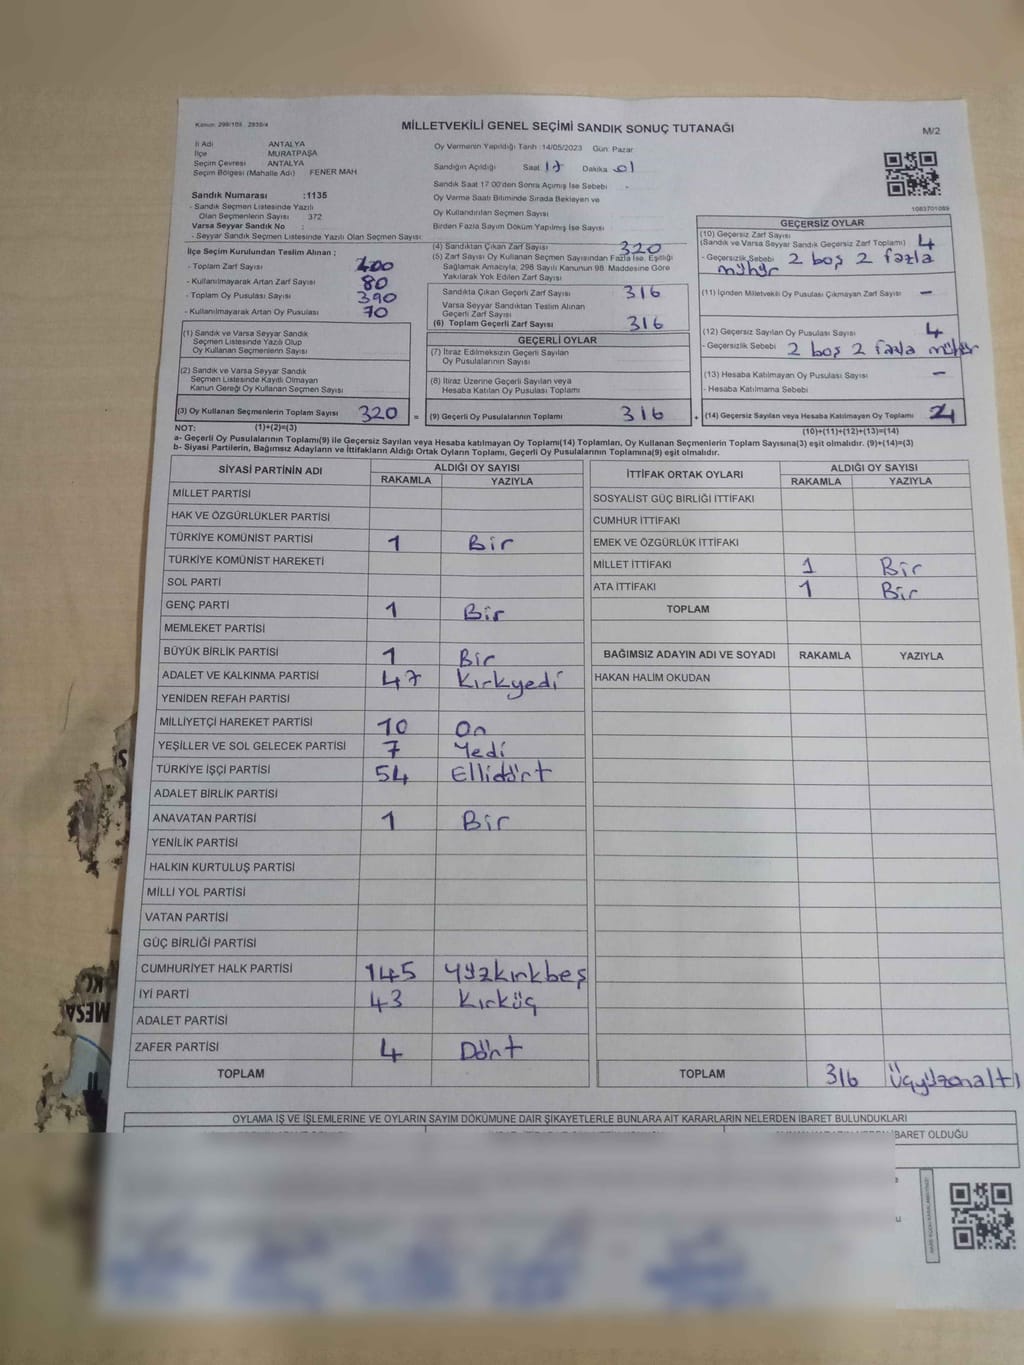 Kanun: 298/105 , 2839/4
MİLLETVEKİLİ GENEL SEÇİMİ SANDIK SONUÇ TUTANAĞI
M/2
İl Adı ANTALYA
İlçe MURATPAŞA
Seçim Çevresi ANTALYA
Seçim Bölgesi (Mahalle Adı) FENER MAH
Sandık Numarası :1135
- Sandık Seçmen Listesinde Yazılı
Olan Seçmenlerin Sayısı 372
Varsa Seyyar Sandık No :
- Seyyar Sandık Seçmen Listesinde Yazılı Olan Seçmen Sayısı:
Oy Vermenin Yapıldığı Tarih :14/05/2023 Gün: Pazar
Sandığın Açıldığı Saat 17 Dakika 01
Sandık Saat 17:00'den Sonra Açımış İse Sebebi -
Oy Verme Saati Bitiminde Sırada Bekleyen ve
Oy Kullandırılan Seçmen Sayısı
Birden Fazla Sayım Döküm Yapılmış İse Sayısı
1083701089
İlçe Seçim Kurulundan Teslim Alınan ;
- Toplam Zarf Sayısı 400
- Kullanılmayarak Artan Zarf Sayısı 80
- Toplam Oy Pusulası Sayısı 390
- Kullanılmayarak Artan Oy Pusulası 70
(1) Sandık ve Varsa Seyyar Sandık
Seçmen Listesinde Yazılı Olup
Oy Kullanan Seçmenlerin Sayısı
(2) Sandık ve Varsa Seyyar Sandık
Seçmen Listesinde Kayıtlı Olmayan
Kanun Gereği Oy Kullanan Seçmen Sayısı
(3) Oy Kullanan Seçmenlerin Toplam Sayısı 320 =
(4) Sandıktan Çıkan Zarf Sayısı 320
(5) Zarf Sayısı Oy Kullanan Seçmen Sayısından Fazla İse, Eşitliği
Sağlamak Amacıyla; 298 Sayılı Kanunun 98. Maddesine Göre
Yakılarak Yok Edilen Zarf Sayısı
Sandıkta Çıkan Geçerli Zarf Sayısı 316
Varsa Seyyar Sandıktan Teslim Alınan
Geçerli Zarf Sayısı
(6) Toplam Geçerli Zarf Sayısı 316
GEÇERLİ OYLAR
(7) İtiraz Edilmeksizin Geçerli Sayılan
Oy Pusulalarının Sayısı
(8) İtiraz Üzerine Geçerli Sayılan veya
Hesaba Katılan Oy Pusulası Toplamı
(9) Geçerli Oy Pusulalarının Toplamı 316 +
GEÇERSİZ OYLAR
(10) Geçersiz Zarf Sayısı
(Sandık ve Varsa Seyyar Sandık Geçersiz Zarf Toplamı) 4
- Geçersizlik Sebebi 2 boş 2 fazla
mühür
(11) İçinden Milletvekili Oy Pusulası Çıkmayan Zarf Sayısı -
(12) Geçersiz Sayılan Oy Pusulası Sayısı 4
- Geçersizlik Sebebi 2 boş 2 fazla mühür
(13) Hesaba Katılmayan Oy Pusulası Sayısı -
- Hesaba Katılmama Sebebi
(14) Geçersiz Sayılan veya Hesaba Katılmayan Oy Toplamı 4
NOT: (1)+(2)=(3)
(10)+(11)+(12)+(13)=(14)
a- Geçerli Oy Pusulalarının Toplamı(9) ile Geçersiz Sayılan veya Hesaba katılmayan Oy Toplamı(14) Toplamları, Oy Kullanan Seçmenlerin Toplam Sayısına(3) eşit olmalıdır. (9)+(14)=(3)
b- Siyasi Partilerin, Bağımsız Adayların ve İttifakların Aldığı Ortak Oyların Toplamı, Geçerli Oy Pusulalarının Toplamına(9) eşit olmalıdır.
SİYASİ PARTİNİN ADI ALDIĞI OY SAYISI
RAKAMLA YAZIYLA
MİLLET PARTİSİ
HAK VE ÖZGÜRLÜKLER PARTİSİ
TÜRKİYE KOMÜNİST PARTİSİ 1 Bir
TÜRKİYE KOMÜNİST HAREKETİ
SOL PARTİ
GENÇ PARTİ 1 Bir
MEMLEKET PARTİSİ
BÜYÜK BİRLİK PARTİSİ 1 Bir
ADALET VE KALKINMA PARTİSİ 47 Kırkyedi
YENİDEN REFAH PARTİSİ
MİLLİYETÇİ HAREKET PARTİSİ 10 On
YEŞİLLER VE SOL GELECEK PARTİSİ 7 Yedi
TÜRKİYE İŞÇİ PARTİSİ 54 Ellidört
ADALET BİRLİK PARTİSİ
ANAVATAN PARTİSİ 1 Bir
YENİLİK PARTİSİ
HALKIN KURTULUŞ PARTİSİ
MİLLİ YOL PARTİSİ
VATAN PARTİSİ
GÜÇ BİRLİĞİ PARTİSİ
CUMHURİYET HALK PARTİSİ 145 Yüzkırkbeş
İYİ PARTİ 43 Kırküç
ADALET PARTİSİ
ZAFER PARTİSİ 4 Dört
TOPLAM
İTTİFAK ORTAK OYLARI ALDIĞI OY SAYISI
RAKAMLA YAZIYLA
SOSYALİST GÜÇ BİRLİĞİ İTTİFAKI
CUMHUR İTTİFAKI
EMEK VE ÖZGÜRLÜK İTTİFAKI
MİLLET İTTİFAKI 1 Bir
ATA İTTİFAKI 1 Bir
TOPLAM
BAĞIMSIZ ADAYIN ADI VE SOYADI RAKAMLA YAZIYLA
HAKAN HALİM OKUDAN
TOPLAM 316 Üçyüzonaltı
OYLAMA İŞ VE İŞLEMLERİNE VE OYLARIN SAYIM DÖKÜMÜNE DAİR ŞİKAYETLERLE BUNLARA AİT KARARLARIN NELERDEN İBARET BULUNDUKLARI
İBARET OLDUĞU
MESA